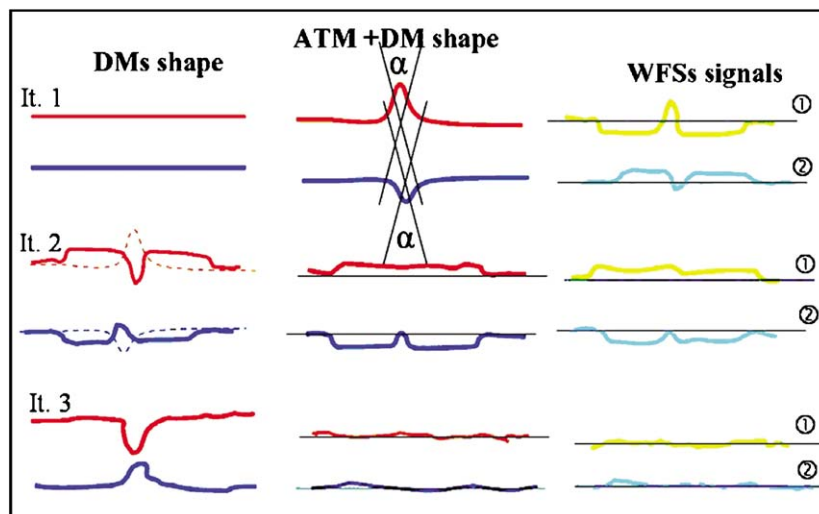 DMs shape
ATM +DM shape
WFSs signals
It. 1
α
①
②
α
It. 2
①
②
It. 3
①
②